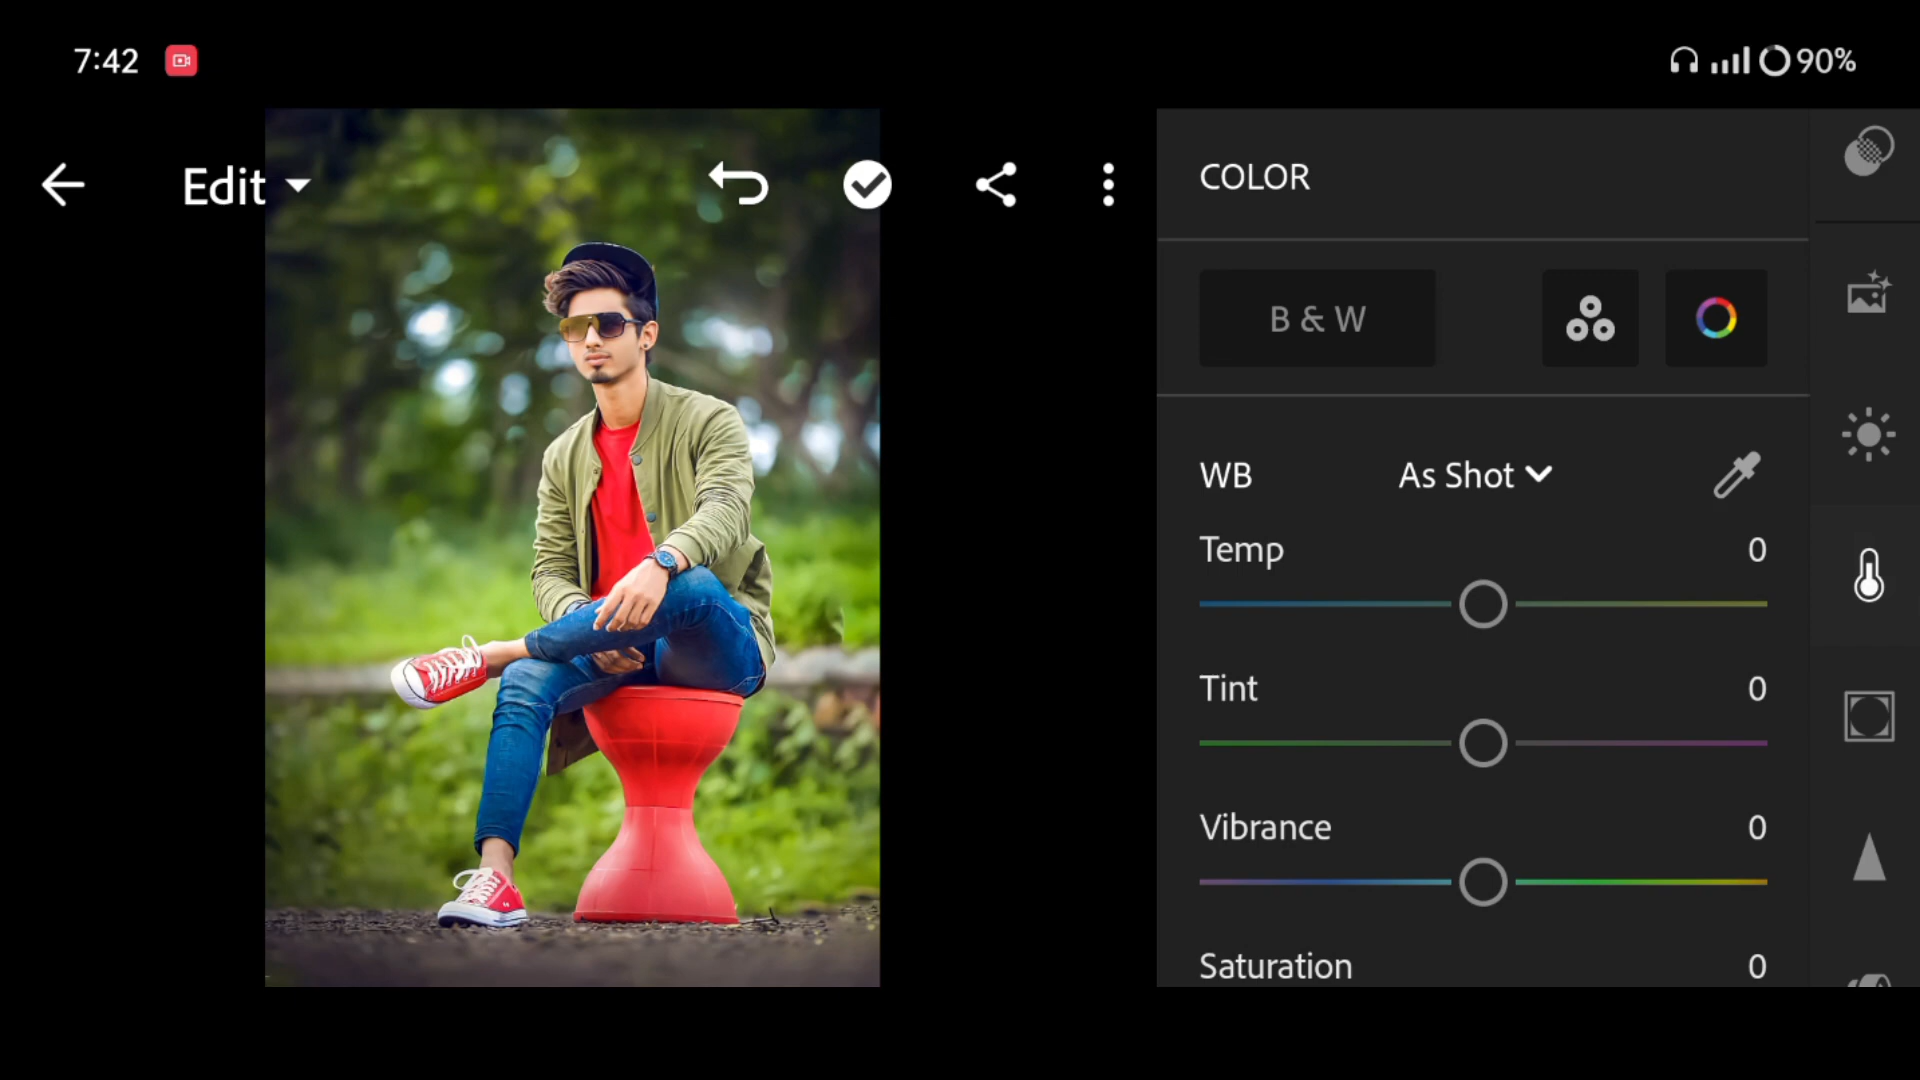 7:42
90%
Edit
COLOR
B & W
WB As Shot
Temp 0
Tint 0
Vibrance 0
Saturation 0